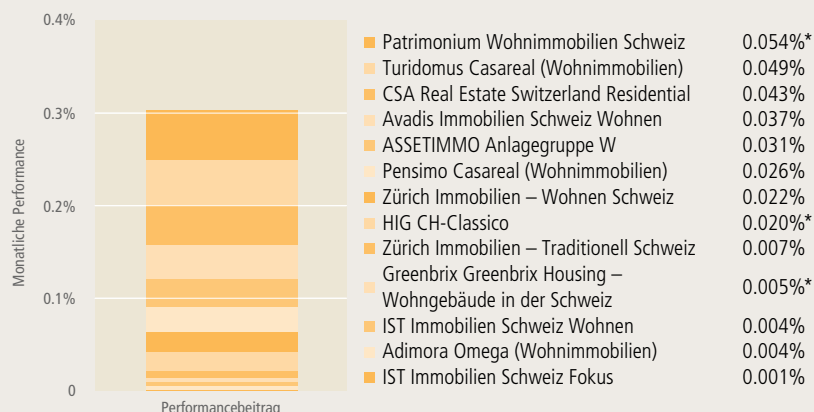 0.4%
0.3%
0.2%
0.1%
0
Monatliche Performance
Performancebeitrag
Patrimonium Wohnimmobilien Schweiz 0.054%*
Turidomus Casareal (Wohnimmobilien) 0.049%
CSA Real Estate Switzerland Residential 0.043%
Avadis Immobilien Schweiz Wohnen 0.037%
ASSETIMMO Anlagegruppe W 0.031%
Pensimo Casareal (Wohnimmobilien) 0.026%
Zürich Immobilien – Wohnen Schweiz 0.022%
HIG CH-Classico 0.020%*
Zürich Immobilien – Traditionell Schweiz 0.007%
Greenbrix Greenbrix Housing –
Wohngebäude in der Schweiz 0.005%*
IST Immobilien Schweiz Wohnen 0.004%
Adimora Omega (Wohnimmobilien) 0.004%
IST Immobilien Schweiz Fokus 0.001%